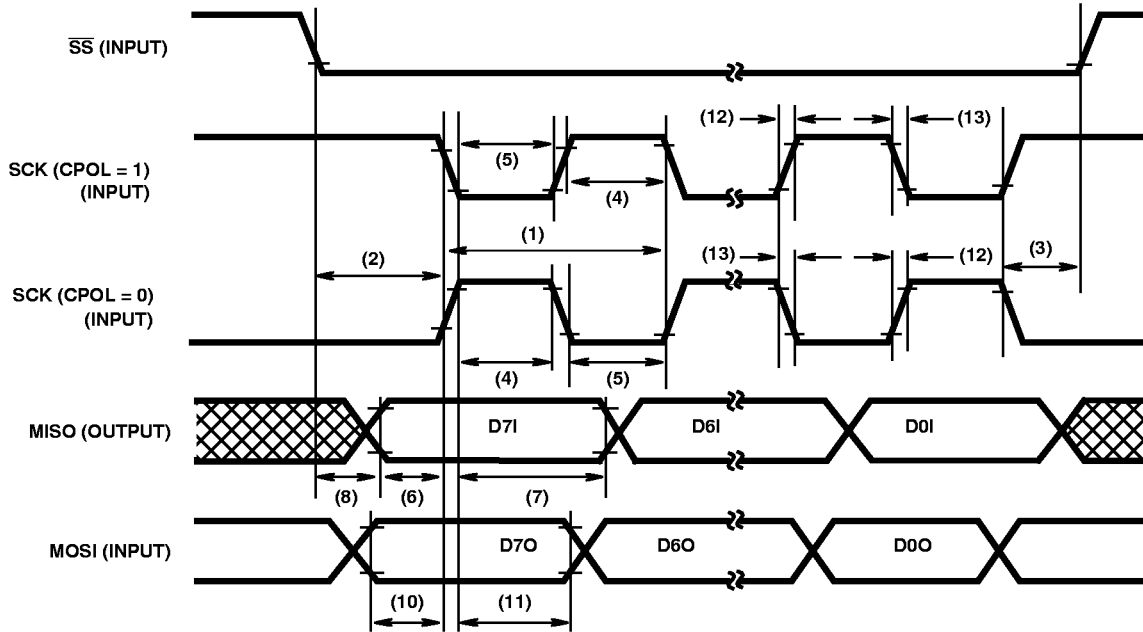 SS (INPUT)
(12)
(13)
SCK (CPOL = 1)
(INPUT)
(5)
(4)
(1)
(2)
(13)
(12)
(3)
SCK (CPOL = 0)
(INPUT)
(4)
(5)
MISO (OUTPUT)
D7I
D6I
D0I
(8)
(6)
(7)
MOSI (INPUT)
D7O
D6O
D0O
(10)
(11)